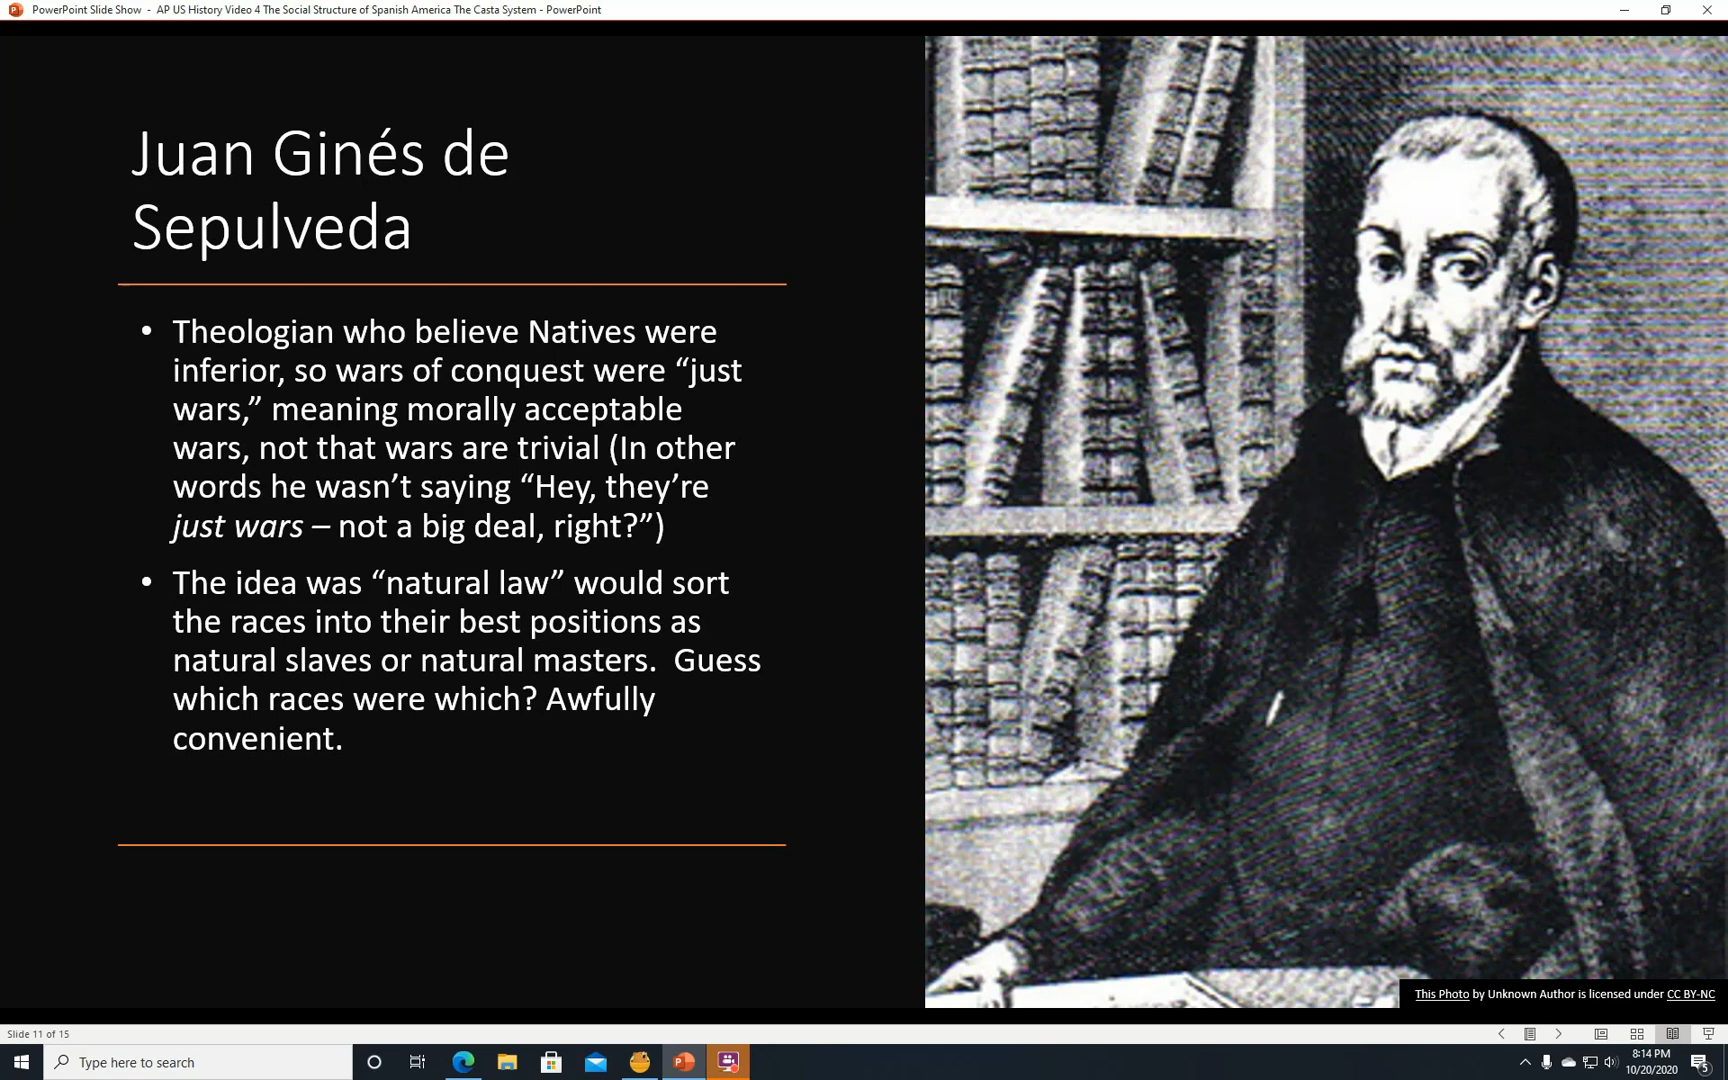 PowerPoint Slide Show - AP US History Video 4 The Social Structure of Spanish America The Casta System - PowerPoint
Juan Ginés de
Sepulveda
• Theologian who believe Natives were
inferior, so wars of conquest were “just
wars,” meaning morally acceptable
wars, not that wars are trivial (In other
words he wasn’t saying “Hey, they’re
just wars – not a big deal, right?”)
• The idea was “natural law” would sort
the races into their best positions as
natural slaves or natural masters.  Guess
which races were which? Awfully
convenient.
This Photo by Unknown Author is licensed under CC BY-NC
Slide 11 of 15
Type here to search
8:14 PM
10/20/2020
5